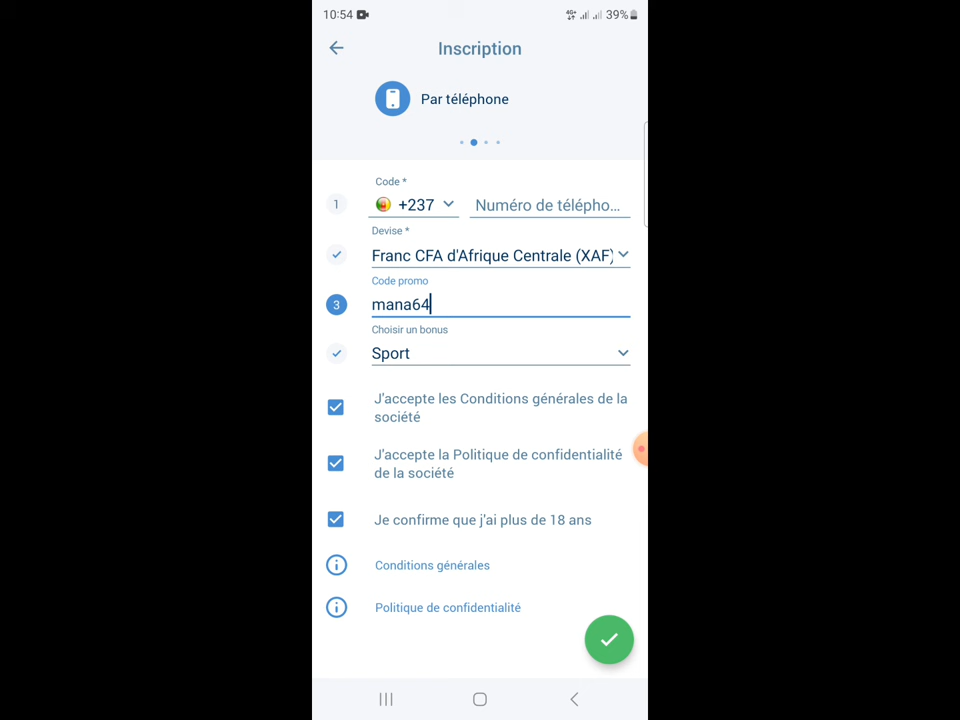 10:54
4G+ 39%
Inscription
Par téléphone
Code *
1 +237 Numéro de télépho...
Devise *
Franc CFA d'Afrique Centrale (XAF)
Code promo
3 mana64
Choisir un bonus
Sport
J'accepte les Conditions générales de la
société
J'accepte la Politique de confidentialité
de la société
Je confirme que j'ai plus de 18 ans
Conditions générales
Politique de confidentialité